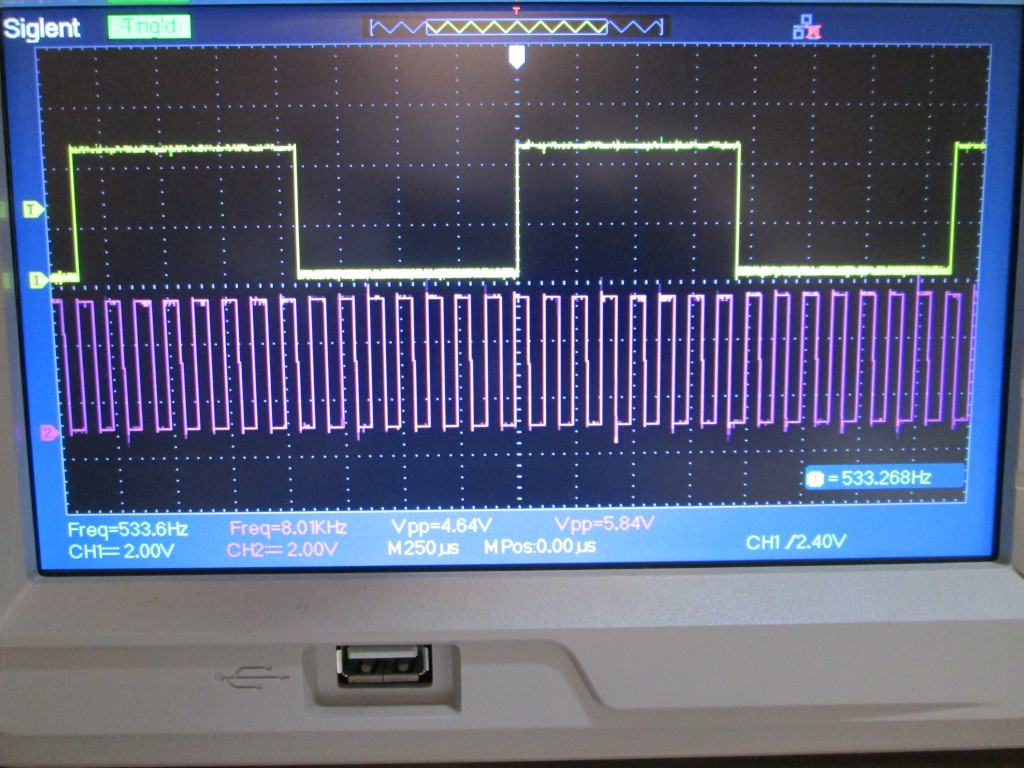 Siglent Trig'd
T
T
1
2
= 533.268Hz
Freq=533.6Hz Freq=8.01KHz Vpp=4.64V Vpp=5.84V
CH1 2.00V CH2 2.00V M 250µs M Pos:0.00µs CH1 /2.40V